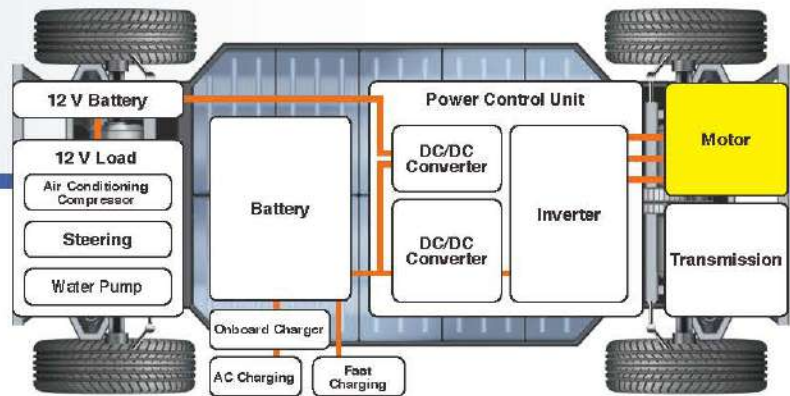 12 V Battery
12 V Load
Air Conditioning
Compressor
Steering
Water Pump
Battery
Onboard Charger
AC Charging
Fast
Charging
Power Control Unit
DC/DC
Converter
DC/DC
Converter
Inverter
Motor
Transmission